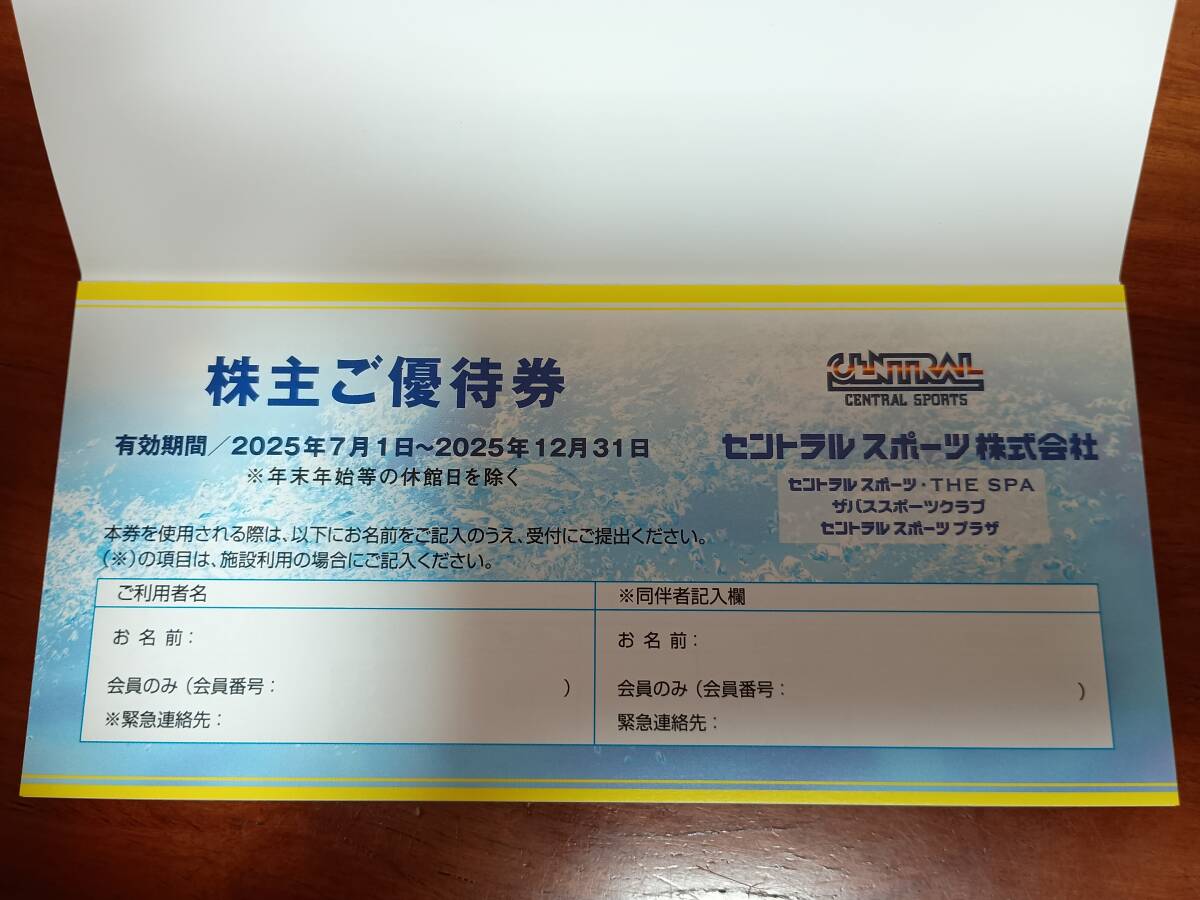 株主ご優待券
有効期間／2025年7月1日～2025年12月31日
※年末年始等の休館日を除く
CENTRAL
CENTRAL SPORTS
セントラルスポーツ株式会社
セントラルスポーツ・THE SPA
ザバススポーツクラブ
セントラルスポーツプラザ
本券を使用される際は、以下にお名前をご記入のうえ、受付にご提出ください。
（※）の項目は、施設利用の場合にご記入ください。
ご利用者名
お名前：
会員のみ（会員番号：　）
※緊急連絡先：
※同伴者記入欄
お名前：
会員のみ（会員番号：　）
緊急連絡先：